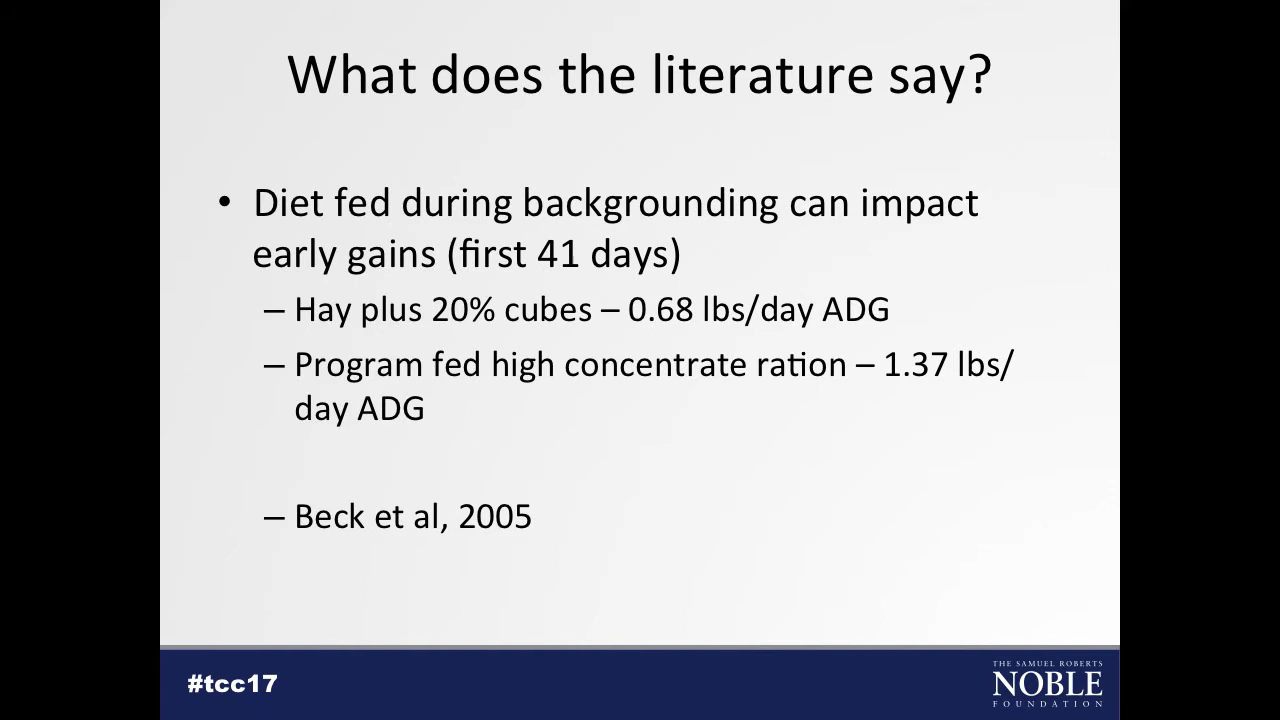 What does the literature say?
• Diet fed during backgrounding can impact
early gains (first 41 days)
– Hay plus 20% cubes – 0.68 lbs/day ADG
– Program fed high concentrate ration – 1.37 lbs/
day ADG
– Beck et al, 2005
#tcc17
THE SAMUEL ROBERTS
NOBLE
FOUNDATION